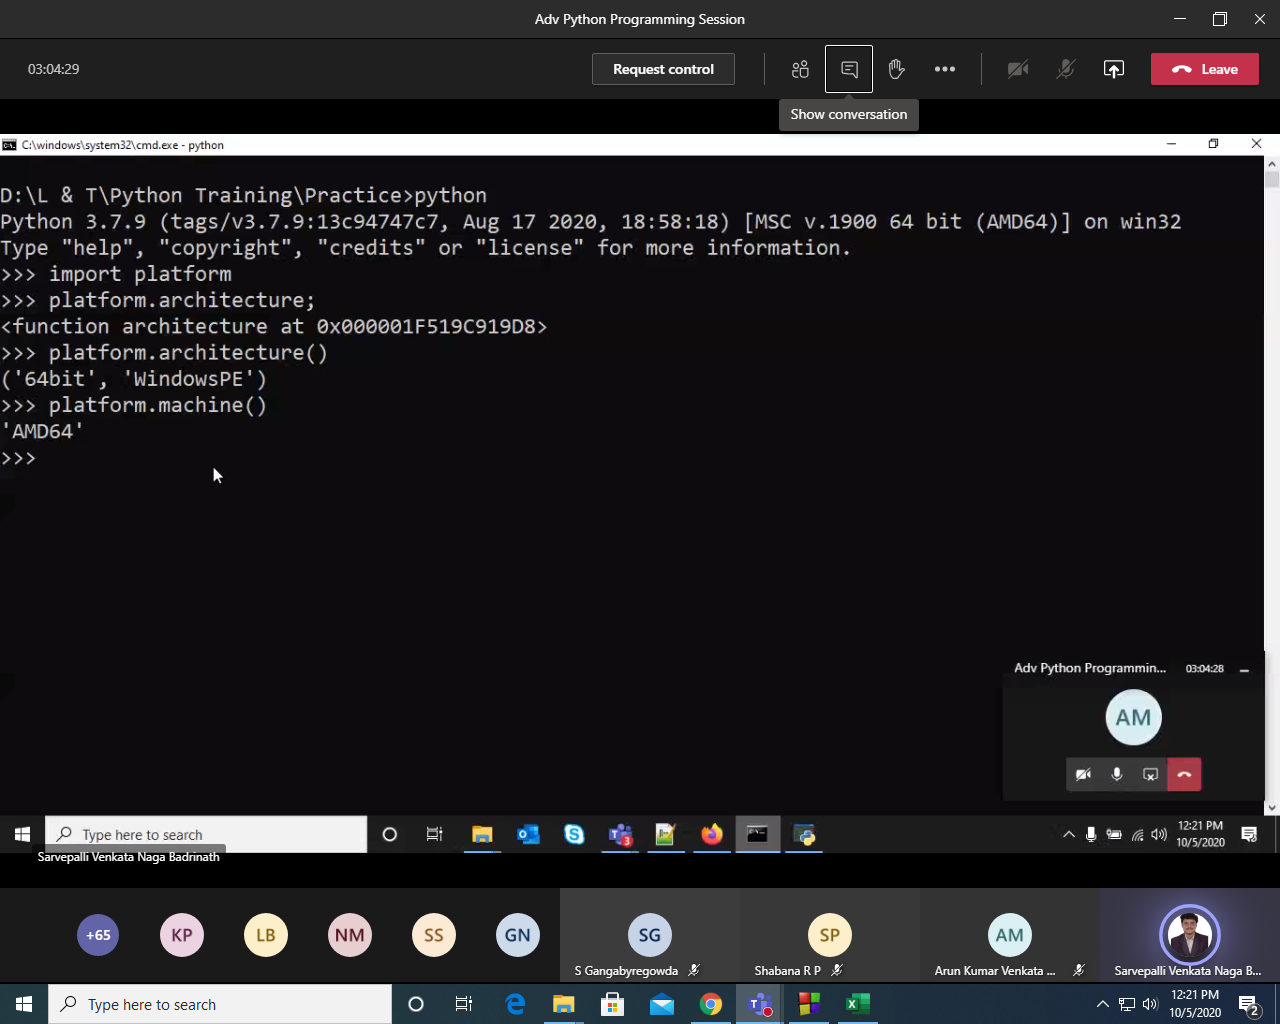 Adv Python Programming Session
03:04:29
Request control
Leave
Show conversation
C:\windows\system32\cmd.exe - python
D:\L & T\Python Training\Practice>python
Python 3.7.9 (tags/v3.7.9:13c94747c7, Aug 17 2020, 18:58:18) [MSC v.1900 64 bit (AMD64)] on win32
Type "help", "copyright", "credits" or "license" for more information.
>>> import platform
>>> platform.architecture;
<function architecture at 0x000001F519C919D8>
>>> platform.architecture()
('64bit', 'WindowsPE')
>>> platform.machine()
'AMD64'
>>>
Adv Python Programmin... 03:04:28
AM
Type here to search
3
12:21 PM
10/5/2020
Sarvepalli Venkata Naga Badrinath
+65 KP LB NM SS GN SG SP AM
S Gangabyregowda Shabana R P Arun Kumar Venkata ... Sarvepalli Venkata Naga B...
Type here to search
12:21 PM
10/5/2020
2